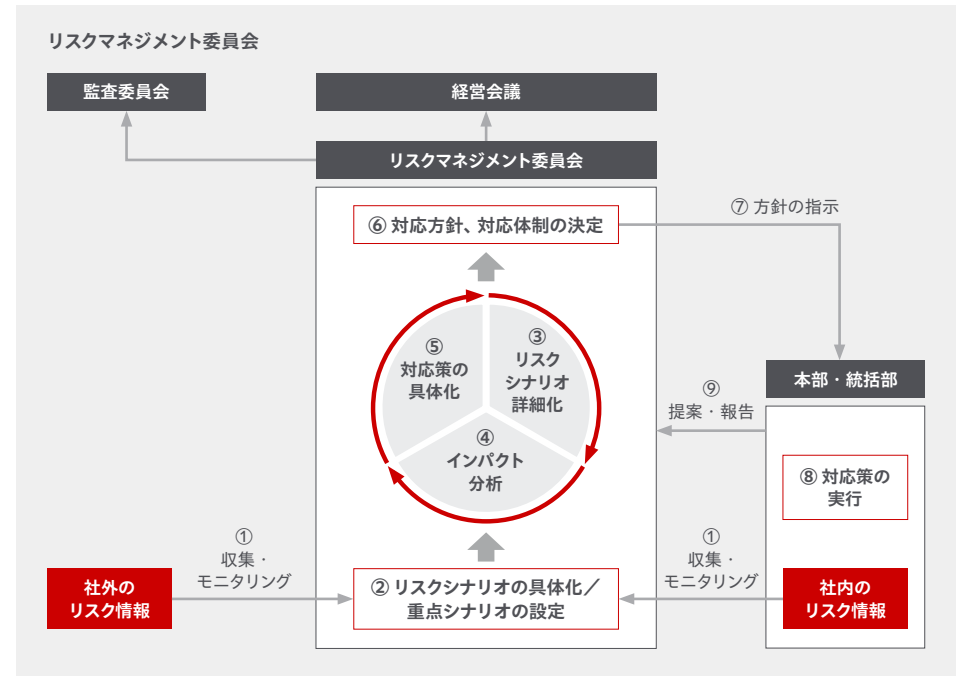 リスクマネジメント委員会
監査委員会
経営会議
リスクマネジメント委員会
⑥ 対応方針、対応体制の決定
⑦ 方針の指示
③
リスク
シナリオ
詳細化
⑤
対応策の
具体化
④
インパクト
分析
本部・統括部
⑨
提案・報告
⑧ 対応策の
実行
①
収集・
モニタリング
社外の
リスク情報
② リスクシナリオの具体化／
重点シナリオの設定
①
収集・
モニタリング
社内の
リスク情報